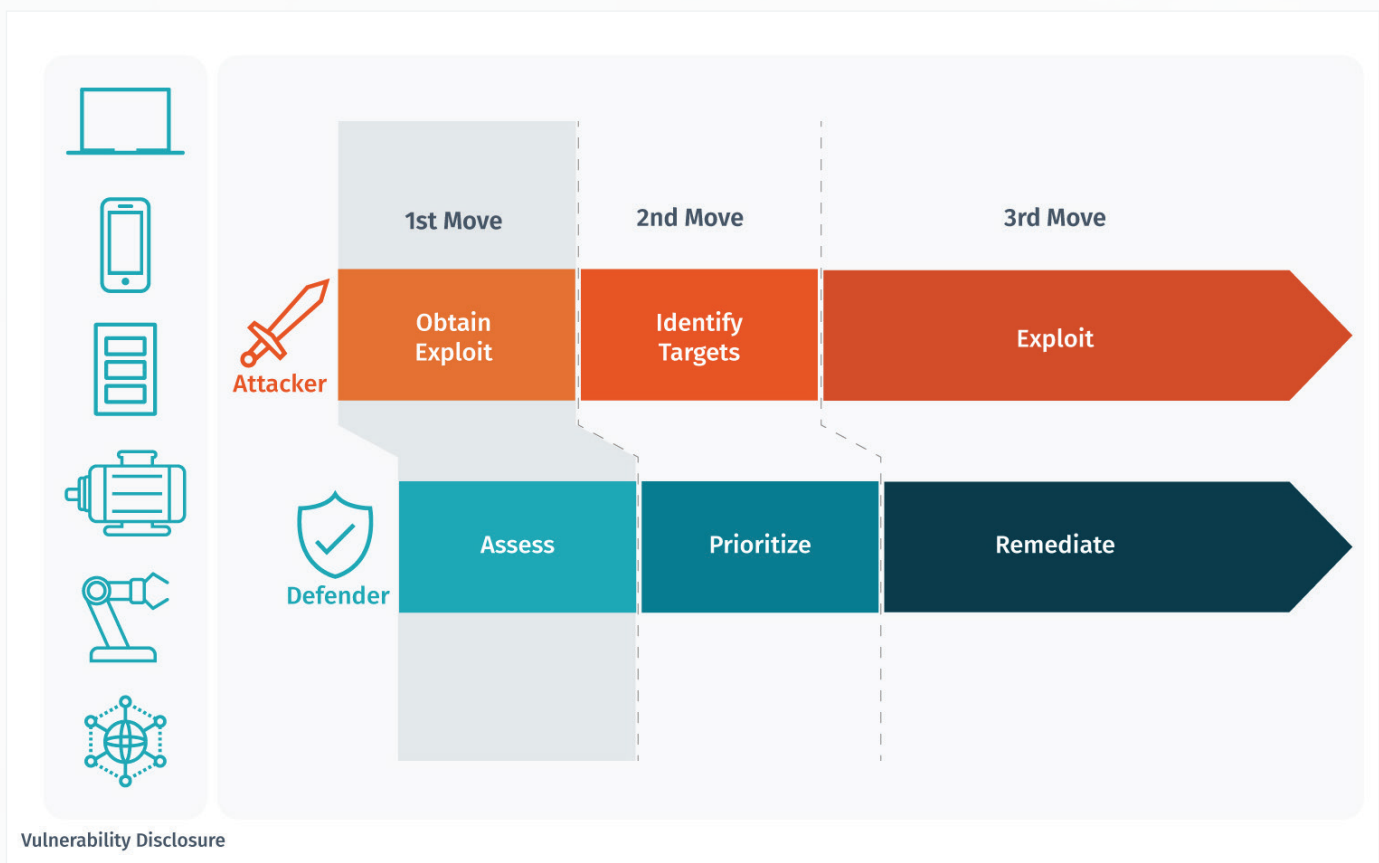 1st Move
2nd Move
3rd Move
Attacker
Obtain
Exploit
Identify
Targets
Exploit
Defender
Assess
Prioritize
Remediate
Vulnerability Disclosure